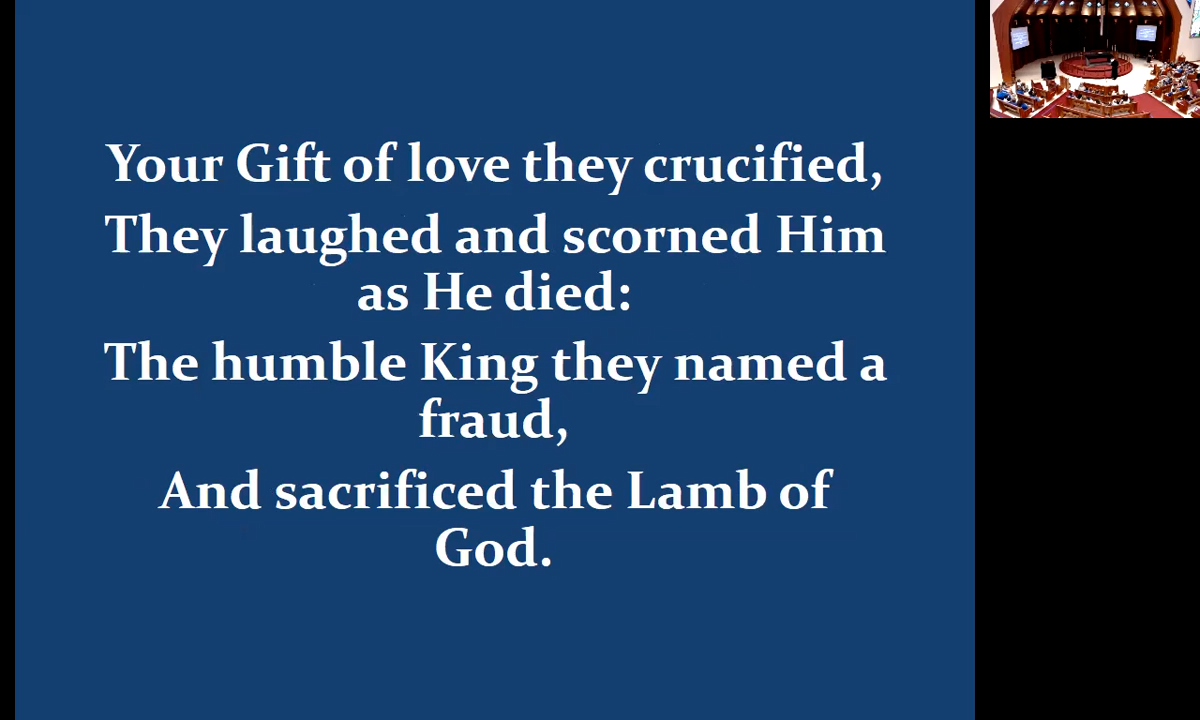 Your Gift of love they crucified,
They laughed and scorned Him
as He died:
The humble King they named a
fraud,
And sacrificed the Lamb of
God.